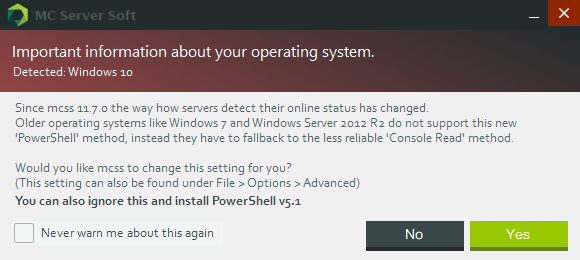 MC Server Soft
Important information about your operating system.
Detected: Windows 10
Since mcss 11.7.0 the way how servers detect their online status has changed.
Older operating systems like Windows 7 and Windows Server 2012 R2 do not support this new
'PowerShell' method, instead they have to fallback to the less reliable 'Console Read' method.
Would you like mcss to change this setting for you?
(This setting can also be found under File > Options > Advanced)
You can also ignore this and install PowerShell v5.1
Never warn me about this again
No
Yes